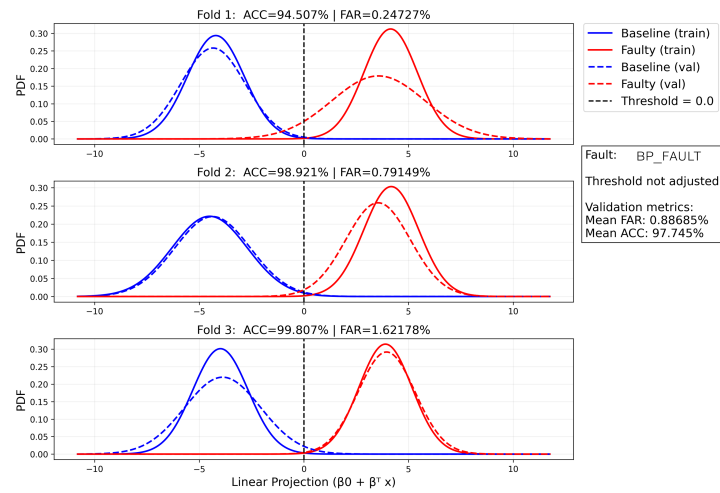 Fold 1:  ACC=94.507% | FAR=0.24727%
PDF
0.30
0.25
0.20
0.15
0.10
0.05
0.00
−10
−5
0
5
10
Baseline (train)
Faulty (train)
Baseline (val)
Faulty (val)
Threshold = 0.0
Fault: BP_FAULT
Threshold not adjusted
Validation metrics:
Mean FAR: 0.88685%
Mean ACC: 97.745%
Fold 2:  ACC=98.921% | FAR=0.79149%
PDF
0.30
0.25
0.20
0.15
0.10
0.05
0.00
−10
−5
0
5
10
Fold 3:  ACC=99.807% | FAR=1.62178%
PDF
0.30
0.25
0.20
0.15
0.10
0.05
0.00
−10
−5
0
5
10
Linear Projection (β0 + βᵀ x)